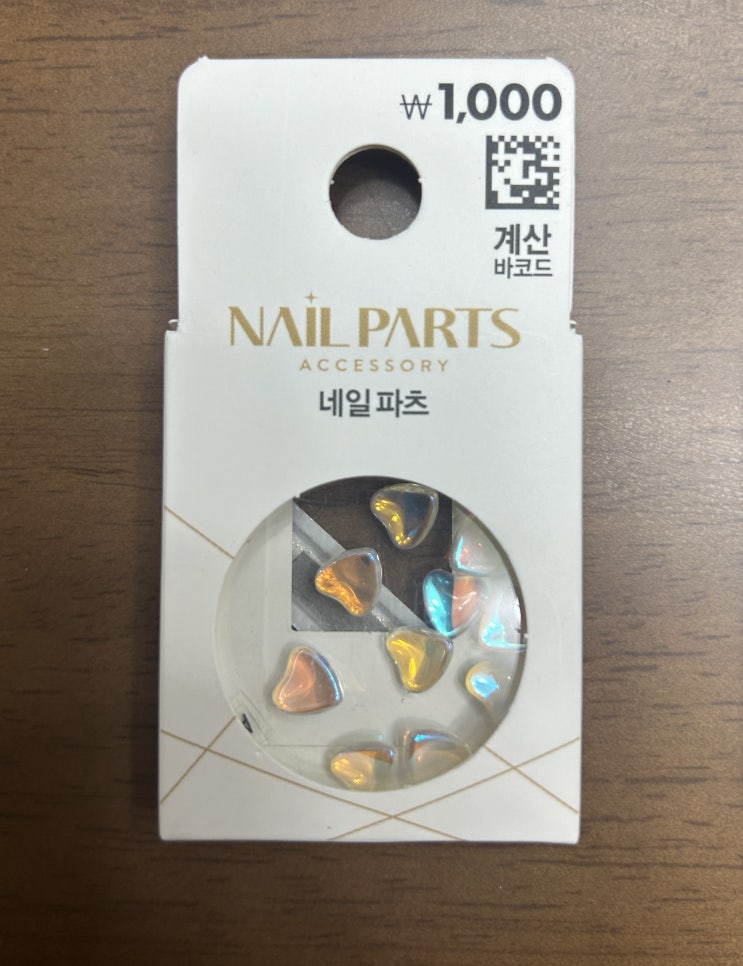 ₩1,000
계산
바코드
NAIL PARTS
ACCESSORY
네일 파츠